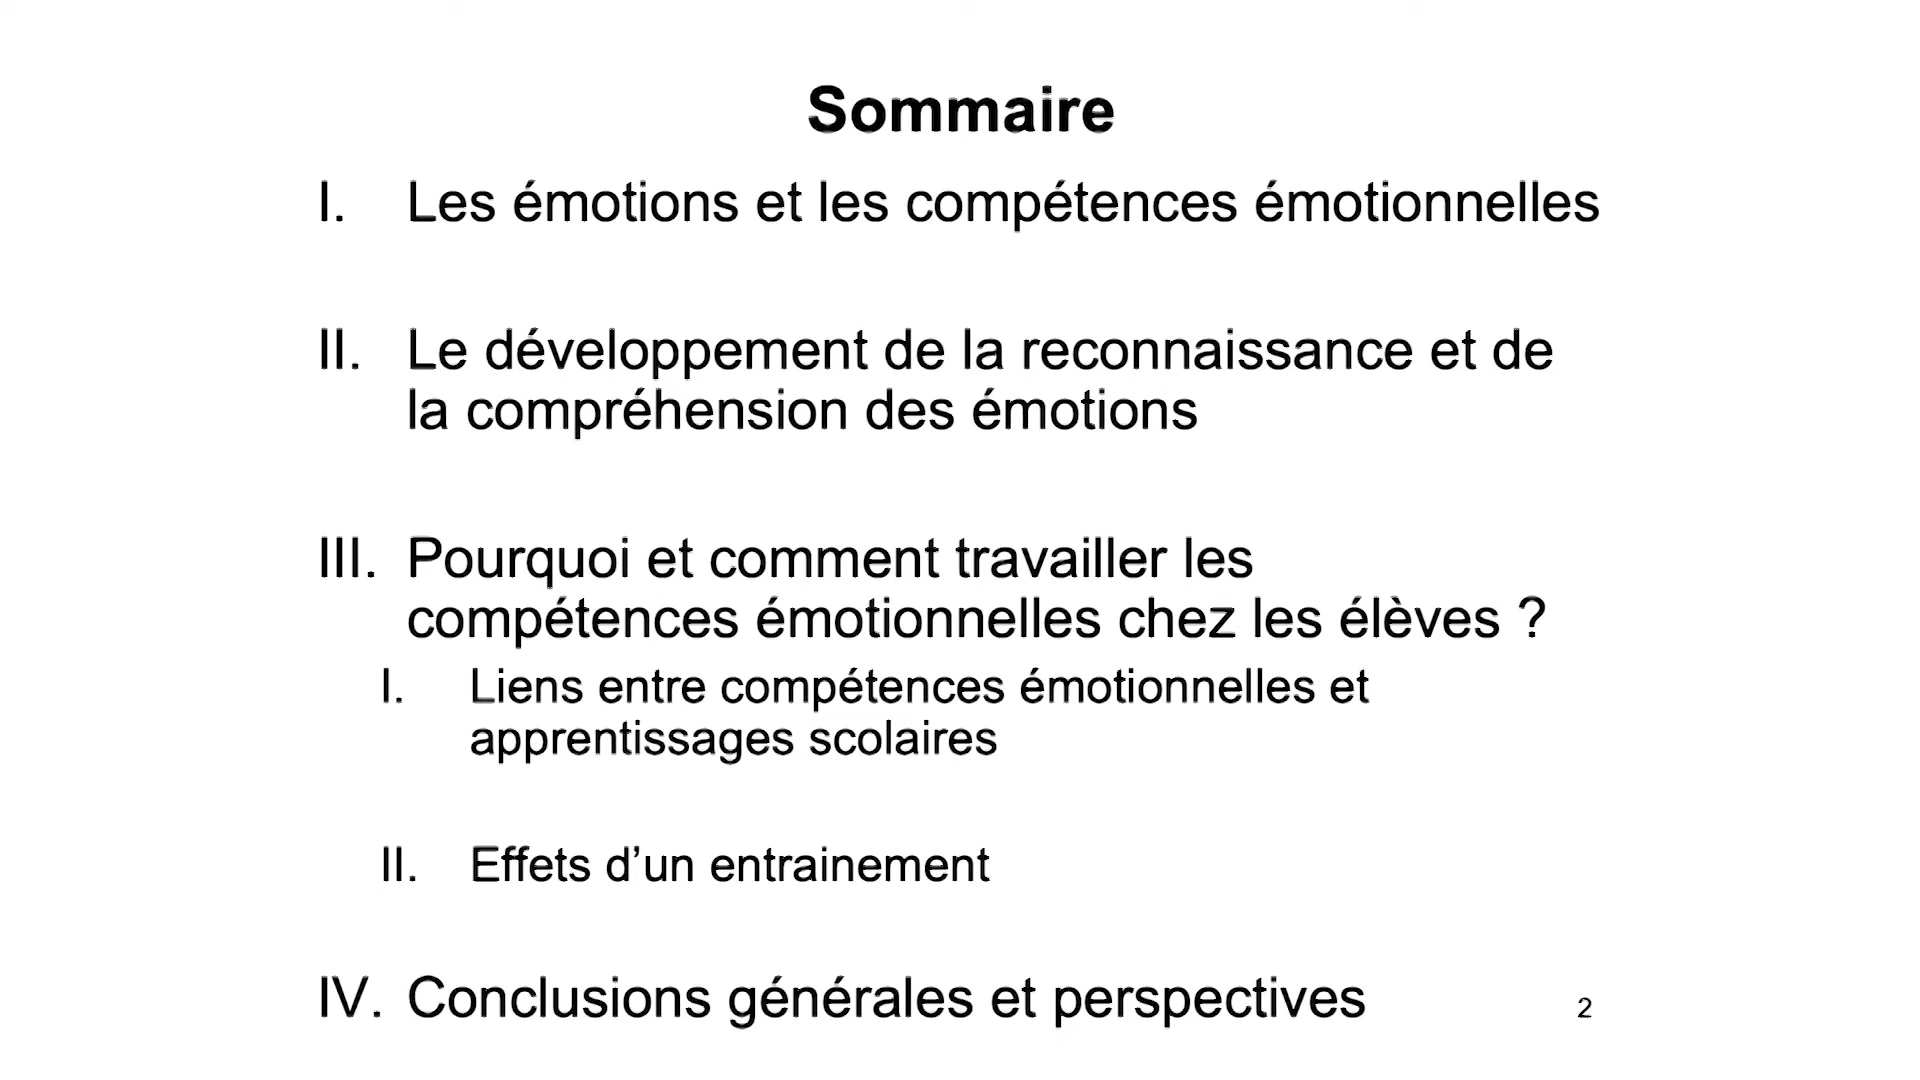 Sommaire
I. Les émotions et les compétences émotionnelles
II. Le développement de la reconnaissance et de
la compréhension des émotions
III. Pourquoi et comment travailler les
compétences émotionnelles chez les élèves ?
I. Liens entre compétences émotionnelles et
apprentissages scolaires
II. Effets d’un entrainement
IV. Conclusions générales et perspectives
2